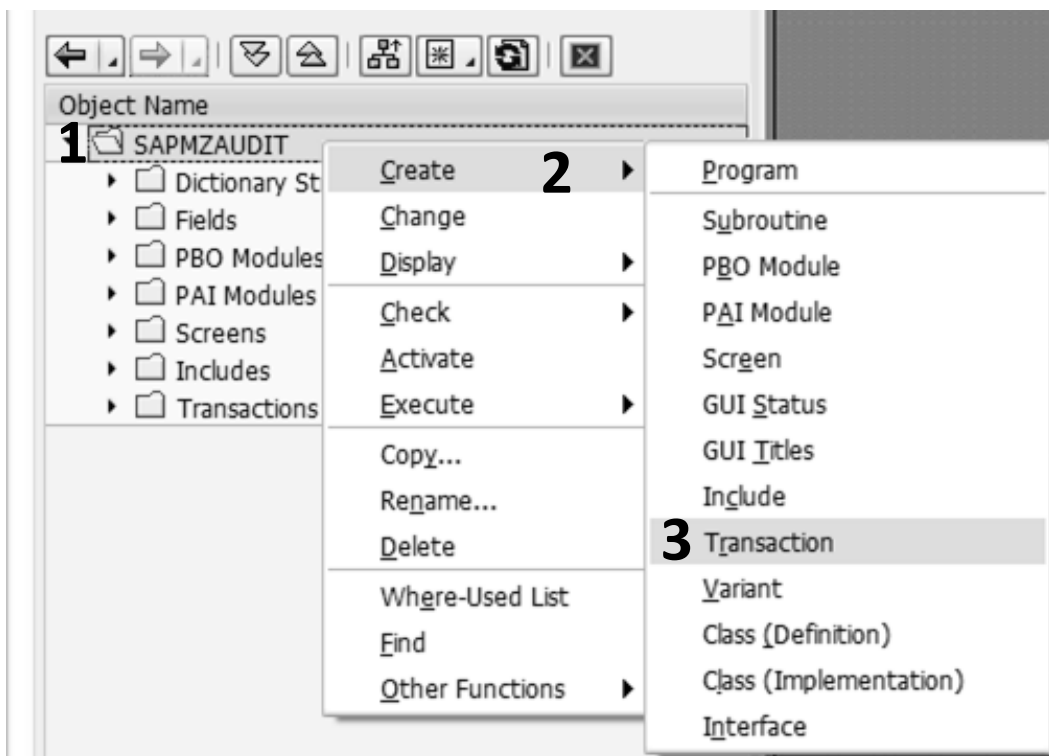 Object Name
1 SAPMZAUDIT
Dictionary St
Fields
PBO Modules
PAI Modules
Screens
Includes
Transactions
Create 2
Change
Display
Check
Activate
Execute
Copy...
Rename...
Delete
Where-Used List
Find
Other Functions
Program
Subroutine
PBO Module
PAI Module
Screen
GUI Status
GUI Titles
Include
3 Transaction
Variant
Class (Definition)
Class (Implementation)
Interface